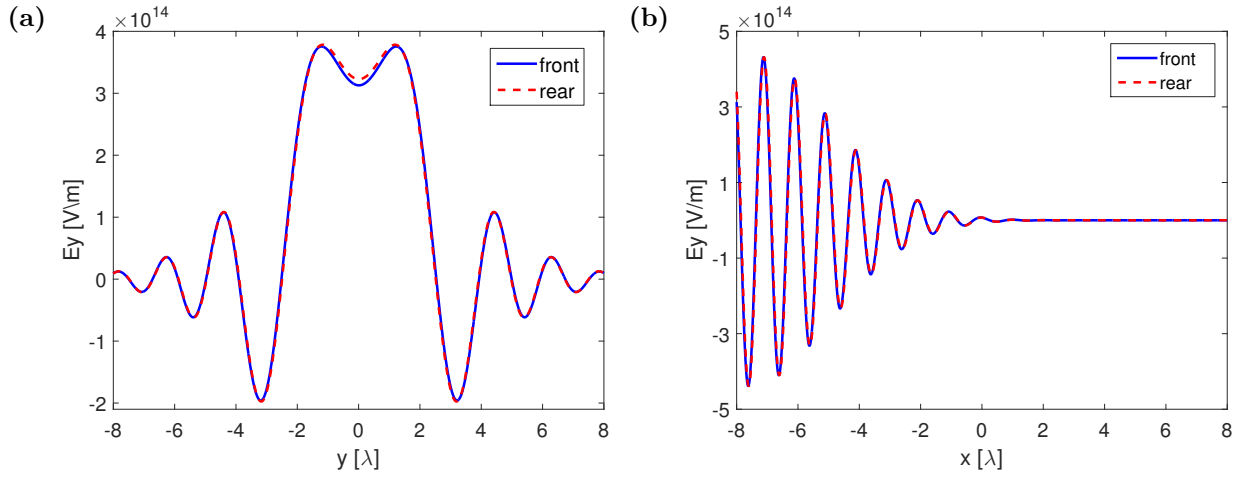 (a)
×10^14
4
3
2
1
0
-1
-2
Ey [V\m]
-8 -6 -4 -2 0 2 4 6 8
y [λ]
front
rear
(b)
×10^14
5
3
1
-1
-3
-5
Ey [V/m]
-8 -6 -4 -2 0 2 4 6 8
x [λ]
front
rear